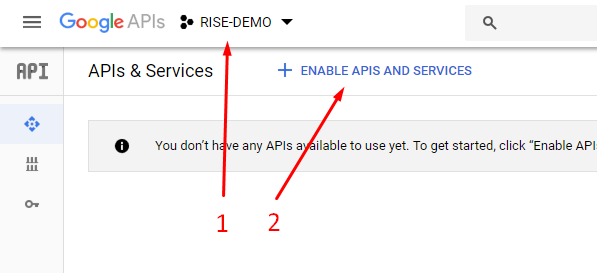 Google APIs RISE-DEMO
API APIs & Services + ENABLE APIS AND SERVICES
You don't have any APIs available to use yet. To get started, click "Enable APIs
1 2